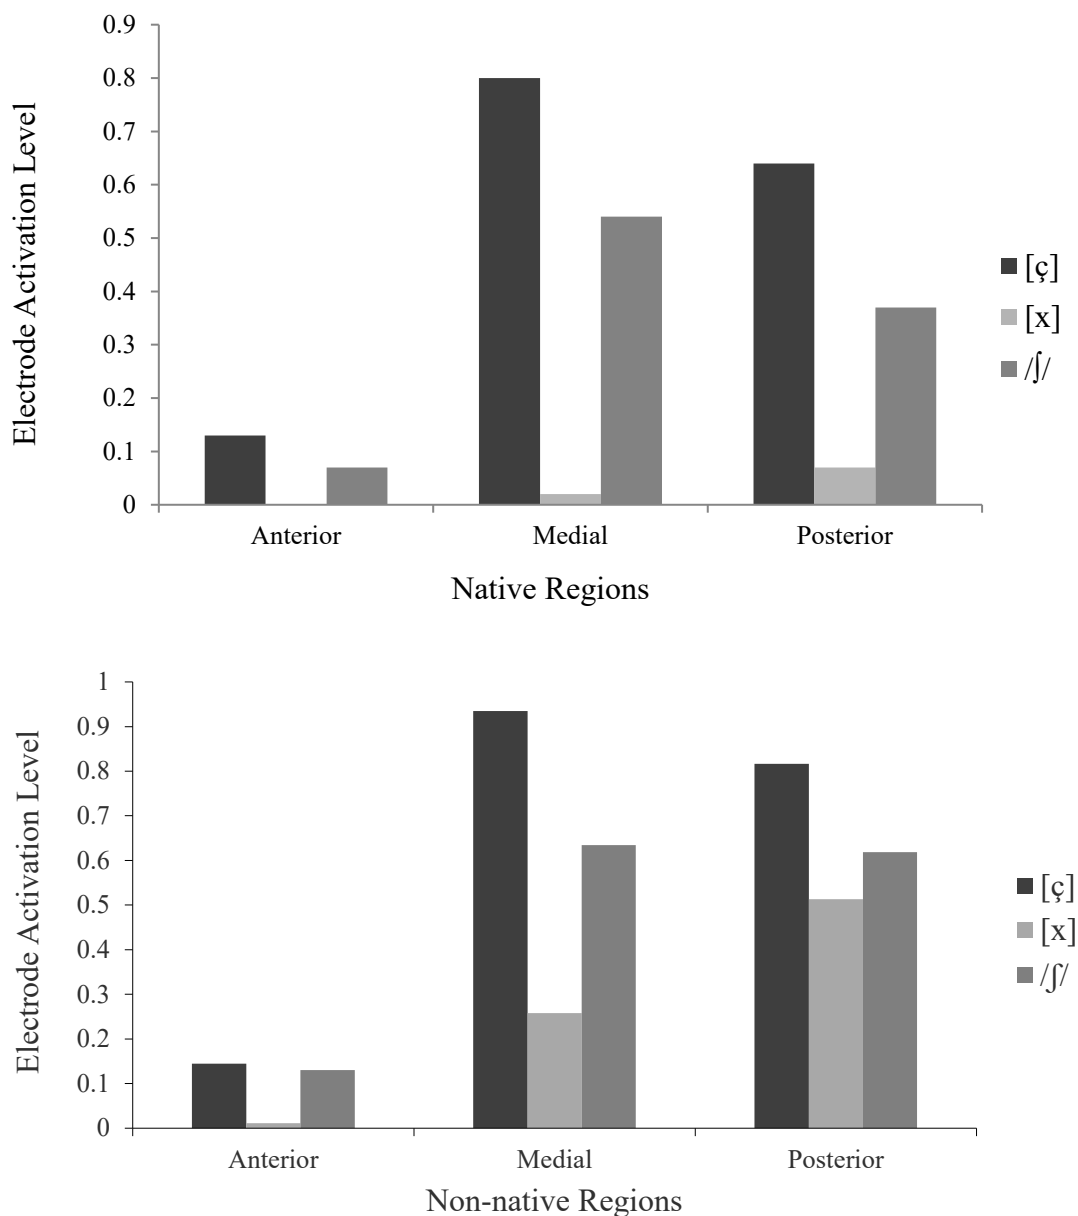 0.9
0.8
0.7
0.6
0.5
0.4
0.3
0.2
0.1
0
Electrode Activation Level
Anterior Medial Posterior
Native Regions
[ç]
[x]
/ʃ/
1
0.9
0.8
0.7
0.6
0.5
0.4
0.3
0.2
0.1
0
Electrode Activation Level
Anterior Medial Posterior
Non-native Regions
[ç]
[x]
/ʃ/